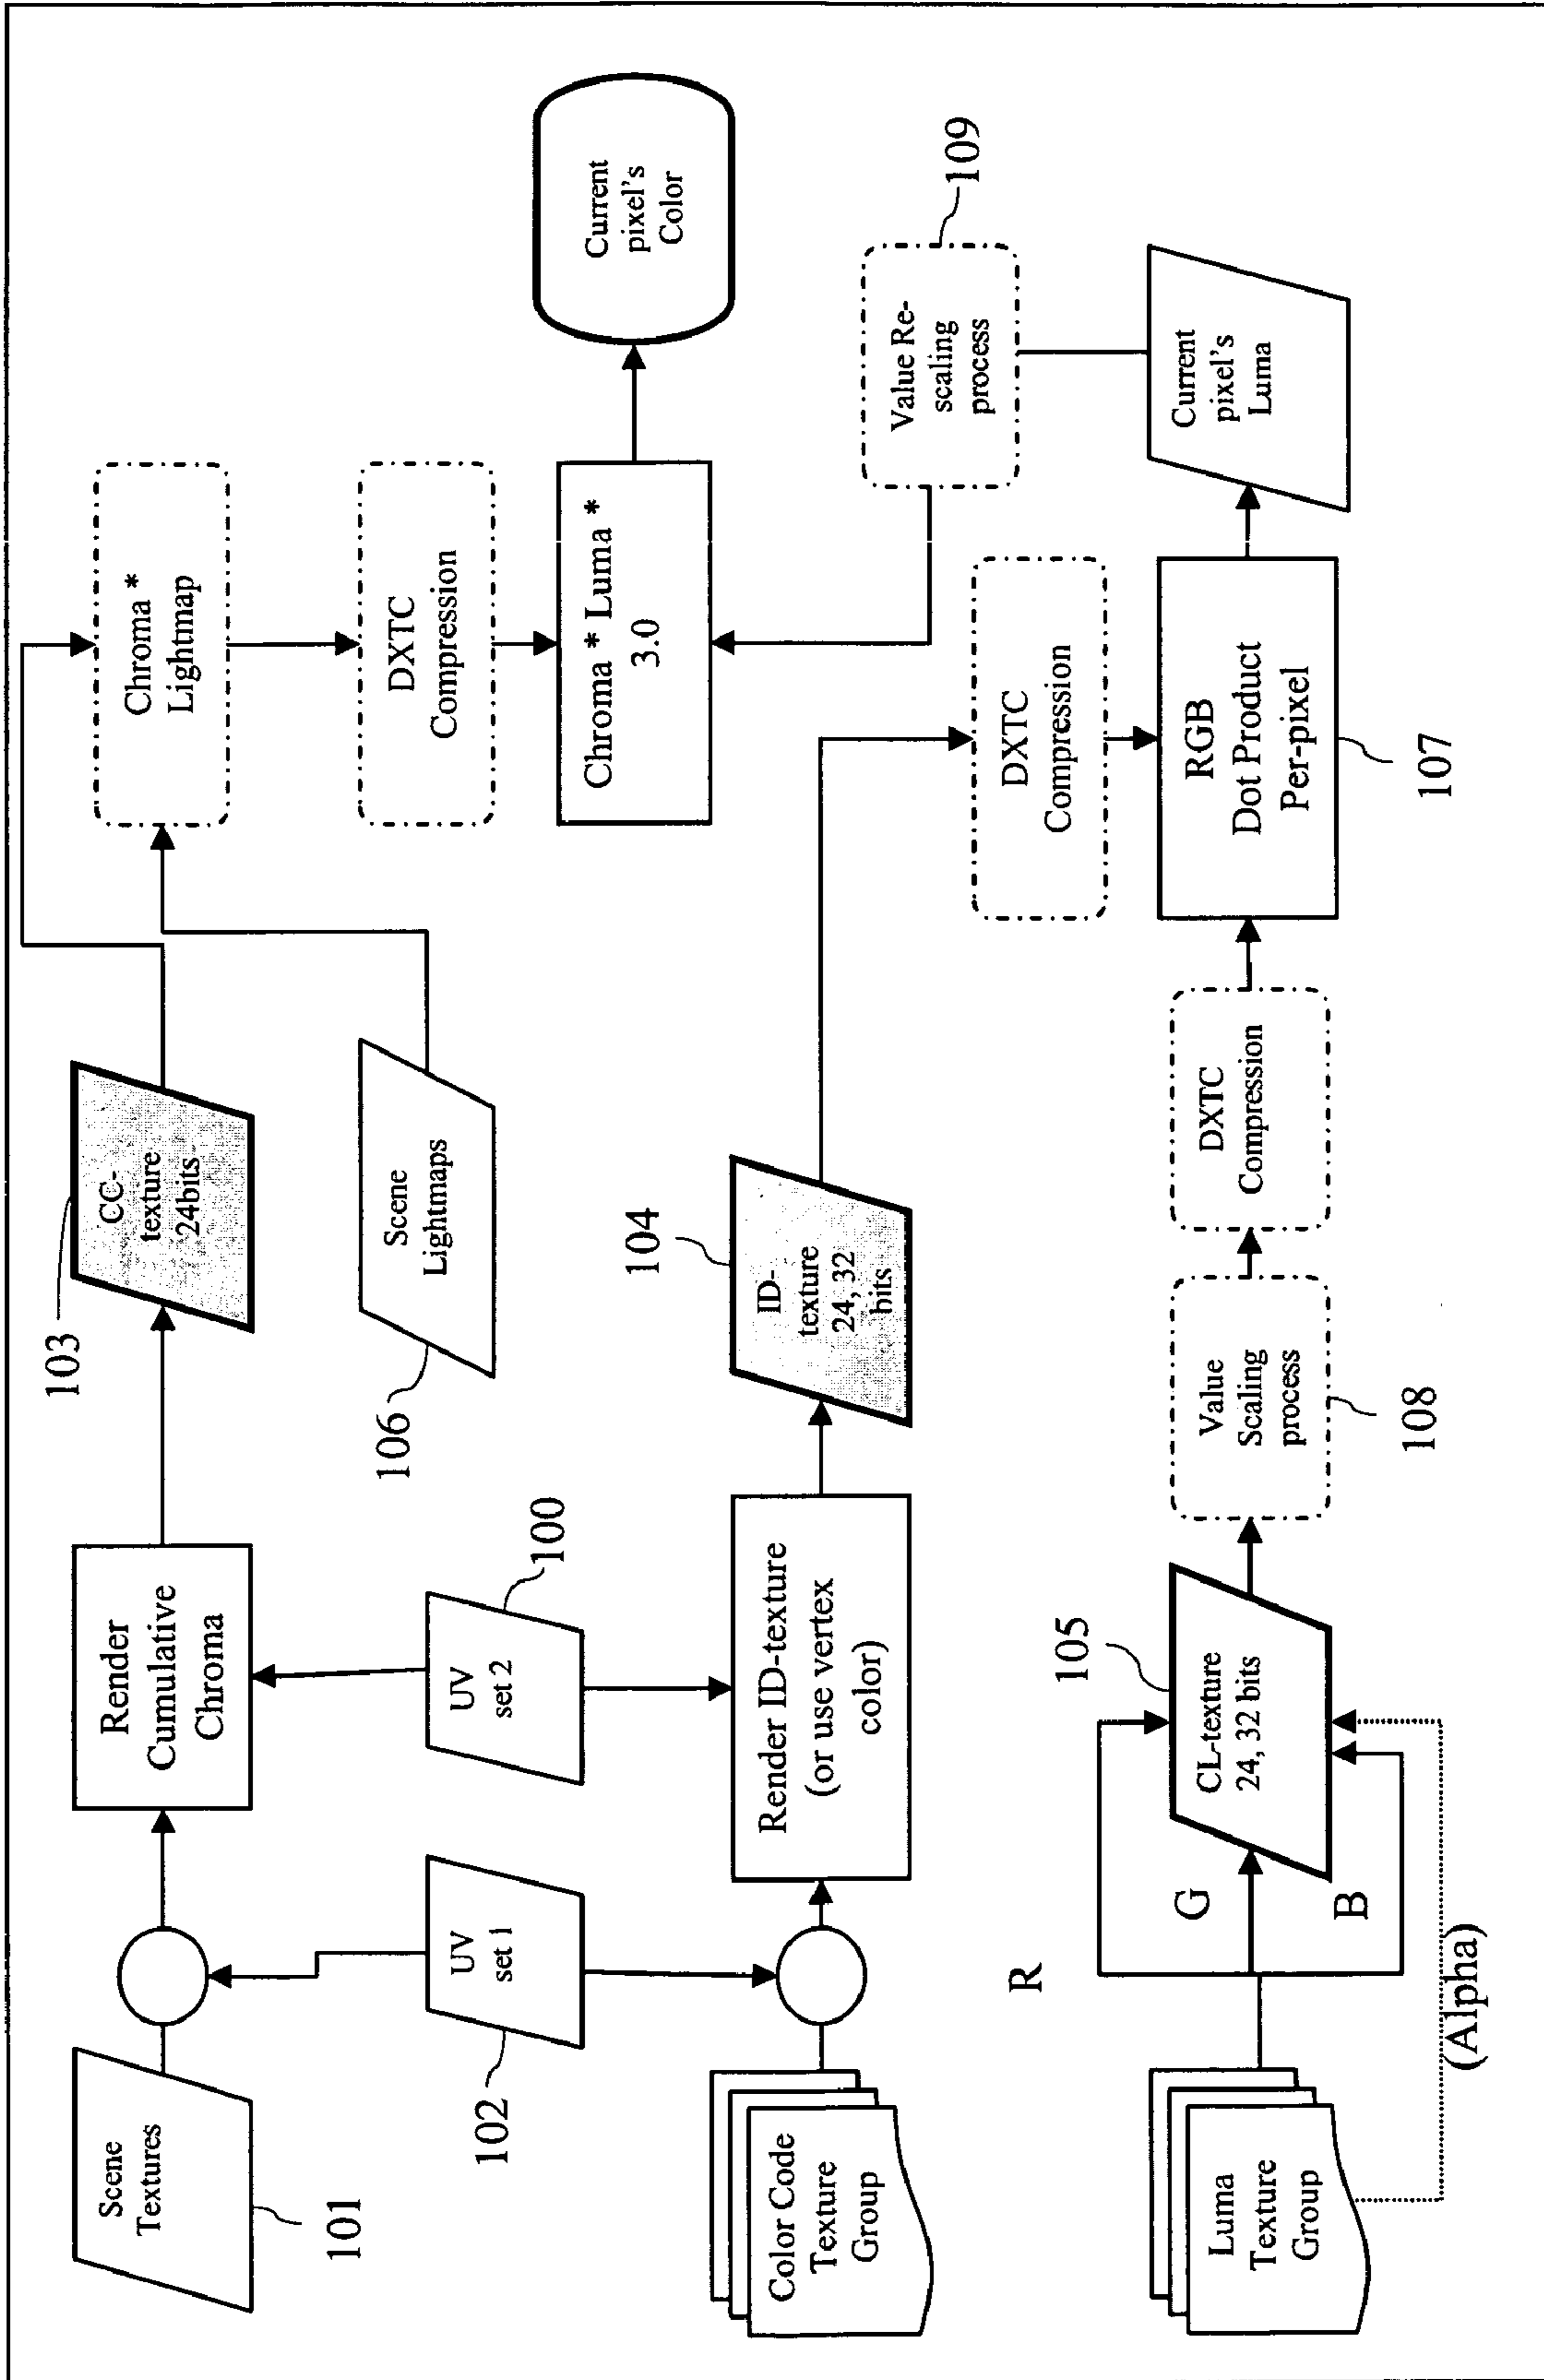 Scene
Textures
101
Render
Cumulative
Chroma
103
CC-
texture
24bits
Chroma *
Lightmap
UV
set 1
102
UV
set 2
100
106
Scene
Lightmaps
DXTC
Compression
Chroma * Luma *
3.0
Current
pixel's
Color
Color Code
Texture
Group
Render ID-texture
(or use vertex
color)
104
ID-
texture
24, 32
bits
DXTC
Compression
Value Re-
scaling
process
109
Luma
Texture
Group
R
G
B
(Alpha)
105
CL-texture
24, 32 bits
Value
Scaling
process
108
DXTC
Compression
RGB
Dot Product
Per-pixel
107
Current
pixel's
Luma